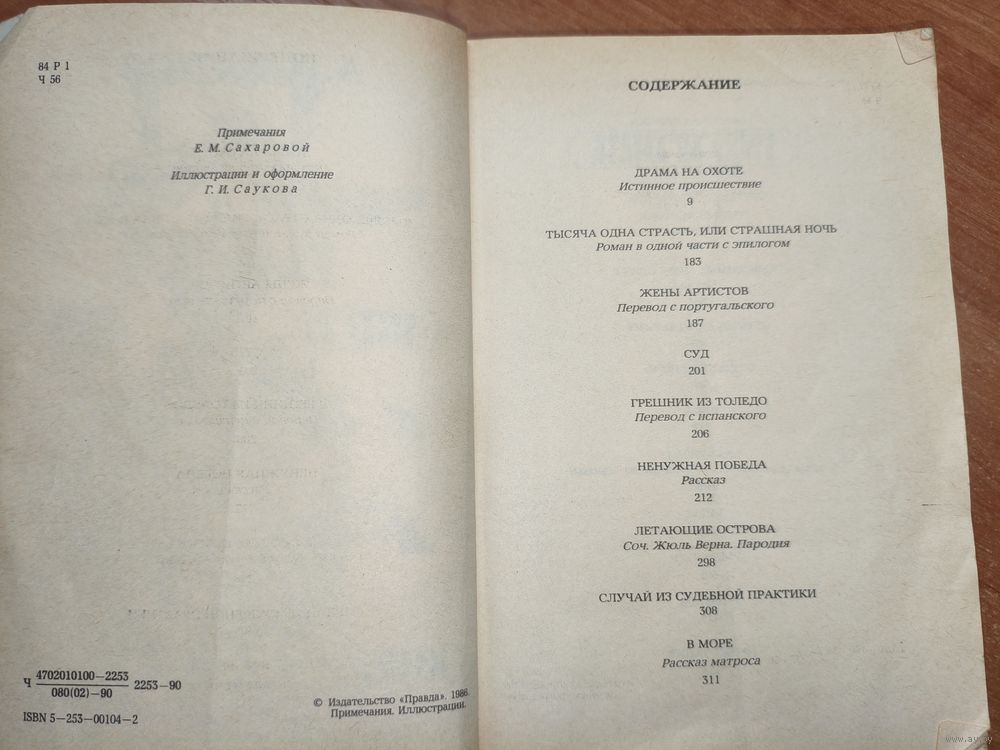 84 Р 1
Ч 56
Примечания
Е. М. Сахаровой
Иллюстрации и оформление
Г. И. Саукова
Ч 4702010100—2253
080(02)—90
2253—90
ISBN 5—253—00104—2
© Издательство «Правда». 1986.
Примечания. Иллюстрации.
СОДЕРЖАНИЕ
ДРАМА НА ОХОТЕ
Истинное происшествие
9
ТЫСЯЧА ОДНА СТРАСТЬ, ИЛИ СТРАШНАЯ НОЧЬ
Роман в одной части с эпилогом
183
ЖЕНЫ АРТИСТОВ
Перевод с португальского
187
СУД
201
ГРЕШНИК ИЗ ТОЛЕДО
Перевод с испанского
206
НЕНУЖНАЯ ПОБЕДА
Рассказ
212
ЛЕТАЮЩИЕ ОСТРОВА
Соч. Жюль Верна. Пародия
298
СЛУЧАЙ ИЗ СУДЕБНОЙ ПРАКТИКИ
308
В МОРЕ
Рассказ матроса
311
www.ay.by